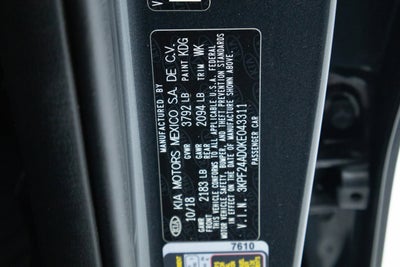 MANUFACTURED BY
KIA MOTORS MEXICO S.A. DE C.V.
10/18 GVWR 3792 LB PAINT KDG
GAWR FRONT 2183 LB GAWR REAR 2094 LB TRIM WK
THIS VEHICLE CONFORMS TO ALL APPLICABLE U.S.A. FEDERAL
MOTOR VEHICLE SAFETY, BUMPER, AND THEFT PREVENTION STANDARDS
IN EFFECT ON THE DATE OF MANUFACTURE SHOWN ABOVE.
V.I.N. 3KPF24AD0KE043311
PASSENGER CAR
KIA
7610
V